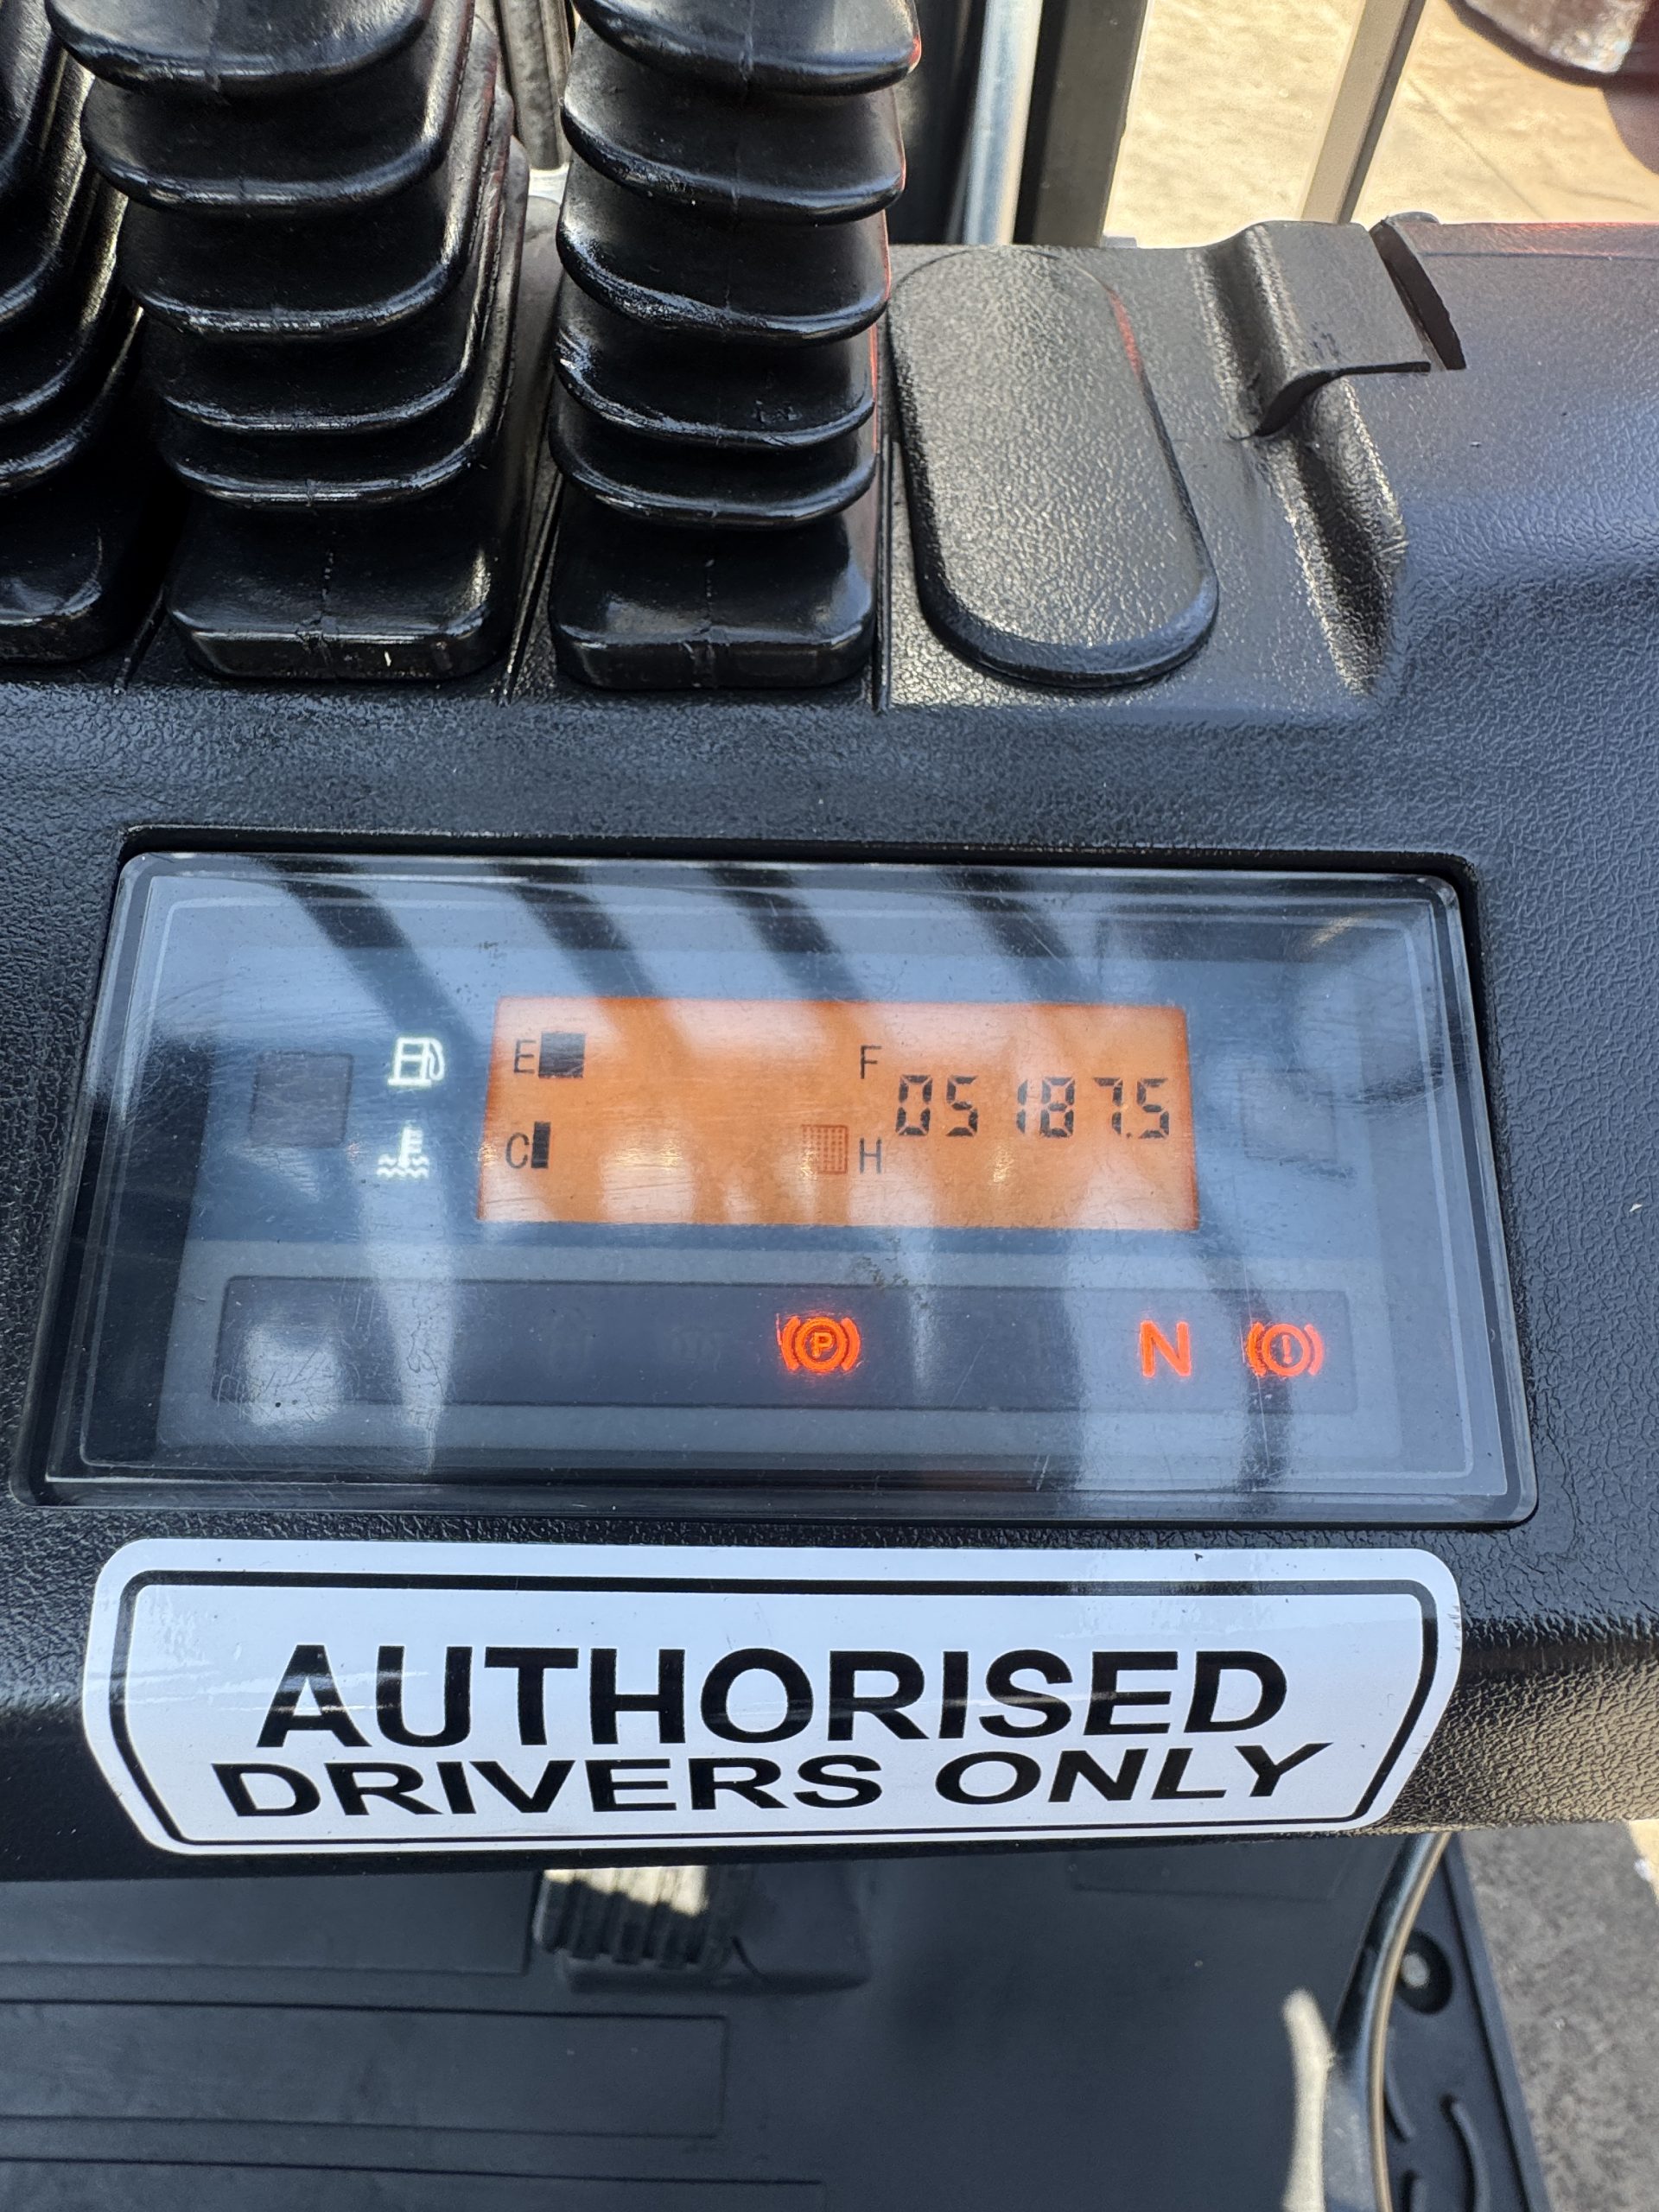 E F
05187.5
C H
P N !
AUTHORISED
DRIVERS ONLY